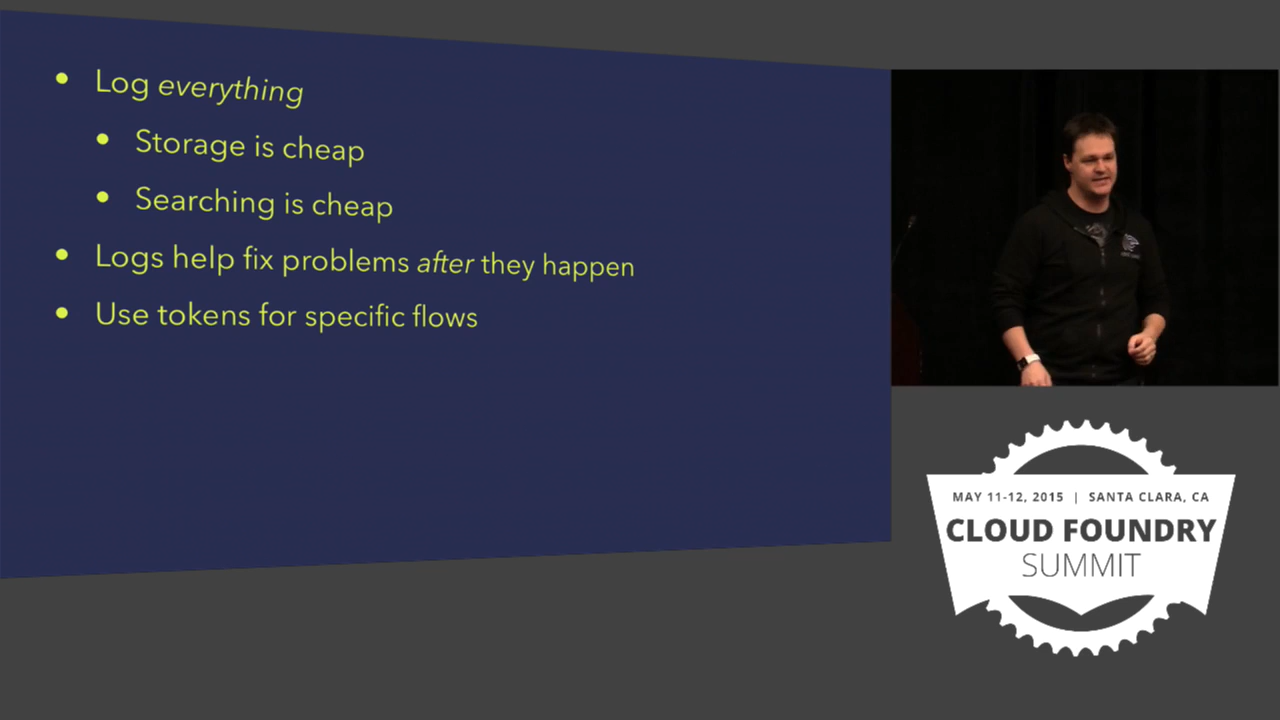 Log everything
Storage is cheap
Searching is cheap
Logs help fix problems after they happen
Use tokens for specific flows
MAY 11-12, 2015 | SANTA CLARA, CA
CLOUD FOUNDRY
SUMMIT